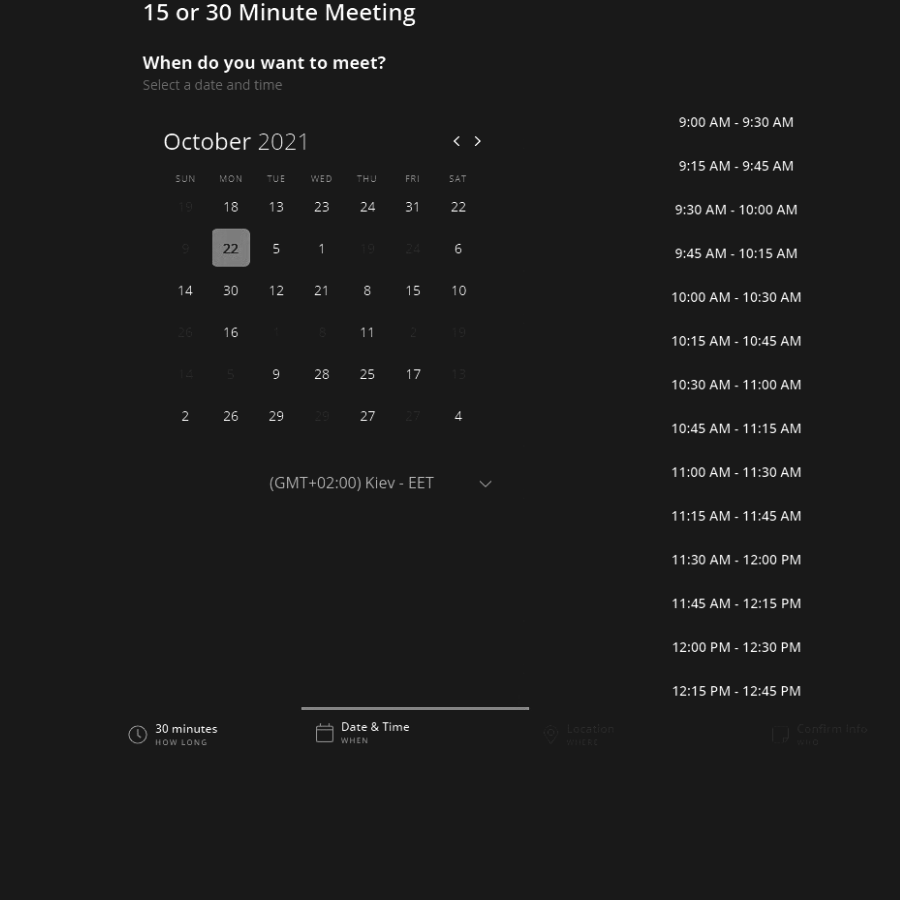 15 or 30 Minute Meeting
When do you want to meet?
Select a date and time
October 2021
SUN MON TUE WED THU FRI SAT
19 18 13 23 24 31 22
9 22 5 1 19 24 6
14 30 12 21 8 15 10
26 16 1 8 11 2 19
14 5 9 28 25 17 13
2 26 29 29 27 27 4
(GMT+02:00) Kiev - EET
9:00 AM - 9:30 AM
9:15 AM - 9:45 AM
9:30 AM - 10:00 AM
9:45 AM - 10:15 AM
10:00 AM - 10:30 AM
10:15 AM - 10:45 AM
10:30 AM - 11:00 AM
10:45 AM - 11:15 AM
11:00 AM - 11:30 AM
11:15 AM - 11:45 AM
11:30 AM - 12:00 PM
11:45 AM - 12:15 PM
12:00 PM - 12:30 PM
12:15 PM - 12:45 PM
30 minutes
HOW LONG
Date & Time
WHEN
Location
WHERE
Confirm Info
WHO